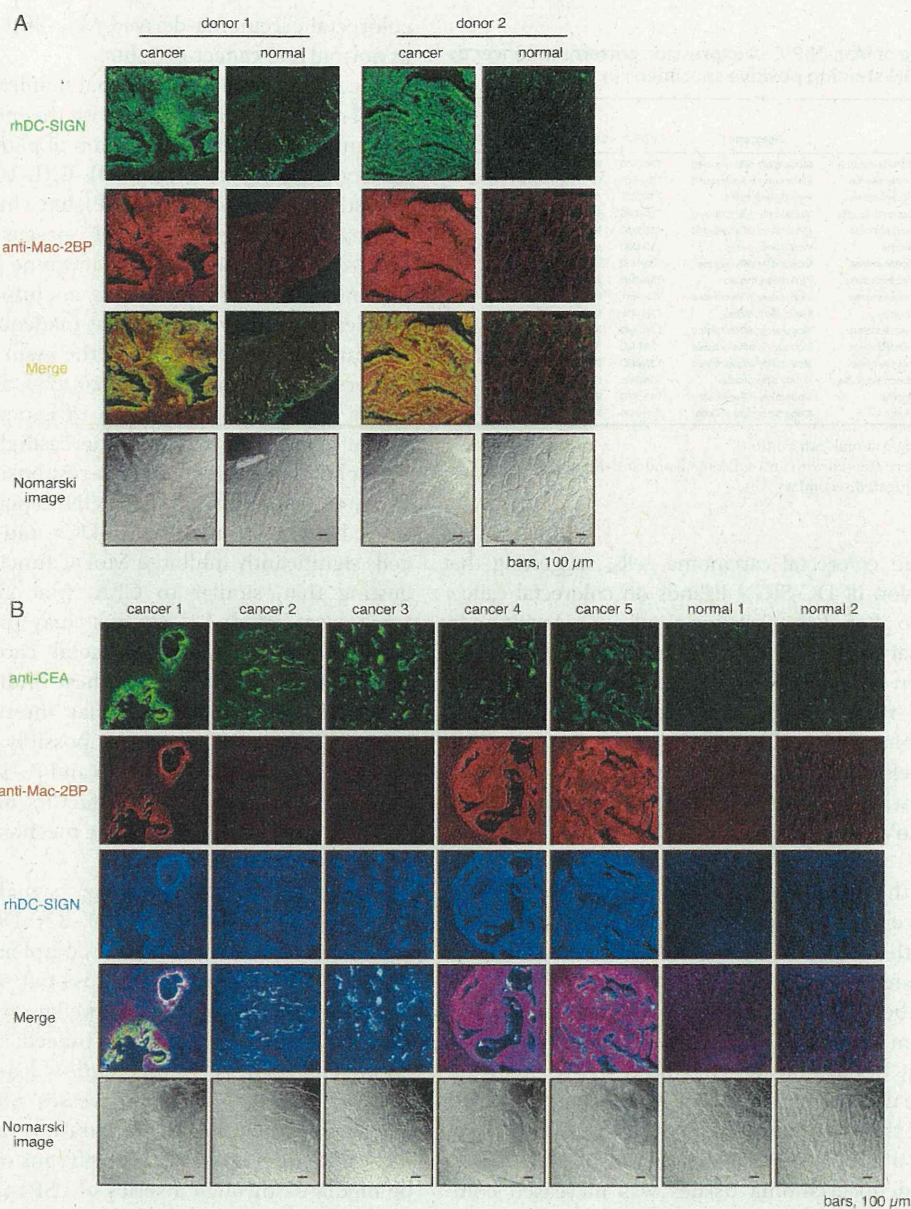 A
donor 1
donor 2
cancer
normal
cancer
normal
rhDC-SIGN
anti-Mac-2BP
Merge
Nomarski
image
bars, 100 µm
B
cancer 1
cancer 2
cancer 3
cancer 4
cancer 5
normal 1
normal 2
anti-CEA
anti-Mac-2BP
rhDC-SIGN
Merge
Nomarski
image
bars, 100 µm